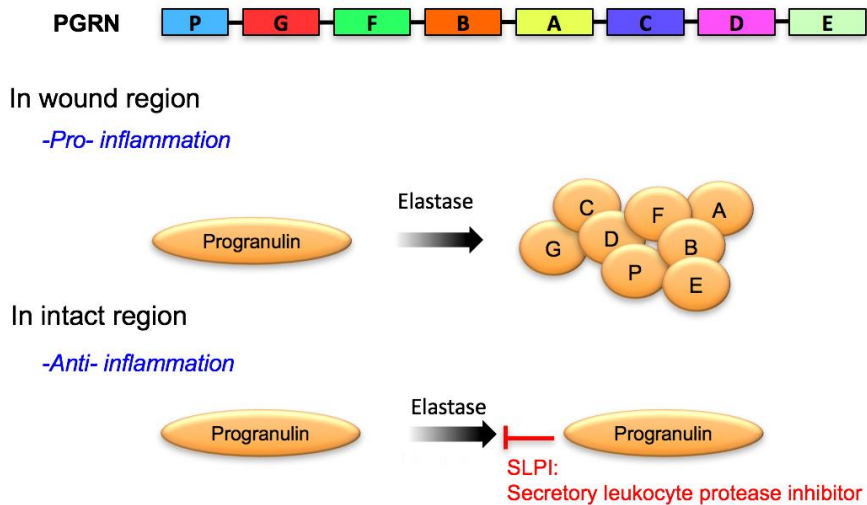 PGRN P G F B A C D E
In wound region
-Pro- inflammation
Elastase
Progranulin
C F A
G D B
P E
In intact region
-Anti- inflammation
Elastase
Progranulin Progranulin
SLPI:
Secretory leukocyte protease inhibitor